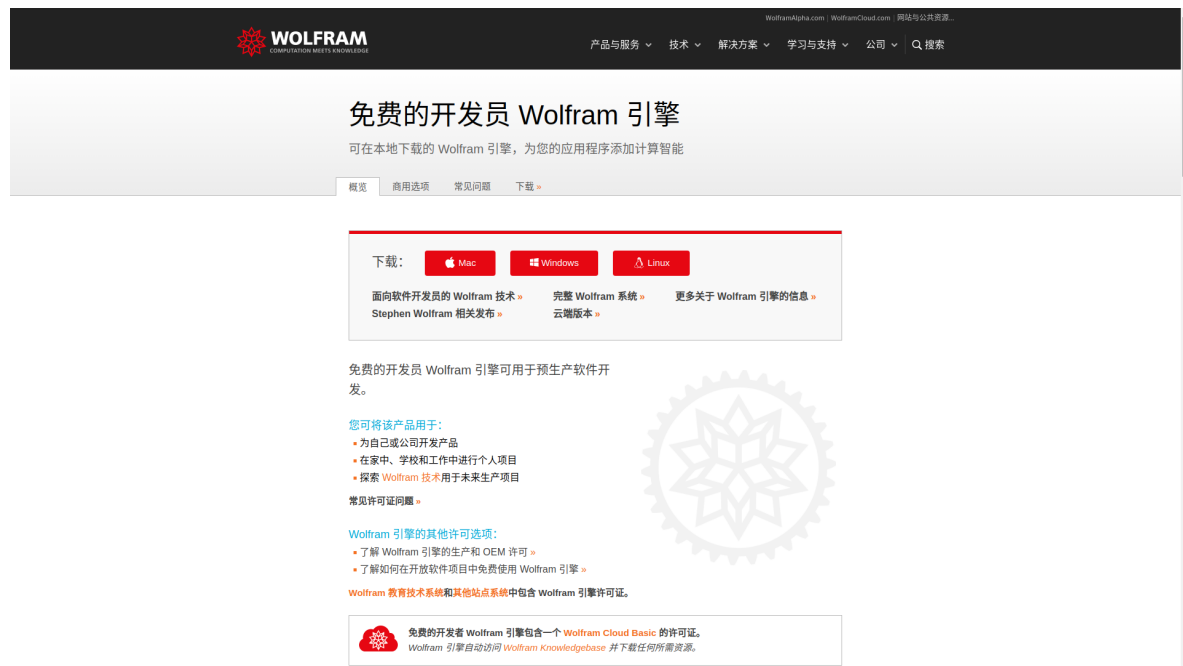 WolframAlpha.com | WolframCloud.com | 网站与公共资源...
WOLFRAM
COMPUTATION MEETS KNOWLEDGE
产品与服务 技术 解决方案 学习与支持 公司 搜索
免费的开发员 Wolfram 引擎
可在本地下载的 Wolfram 引擎，为您的应用程序添加计算智能
概览 商用选项 常见问题 下载 »
下载： Mac Windows Linux
面向软件开发员的 Wolfram 技术 » 完整 Wolfram 系统 » 更多关于 Wolfram 引擎的信息 »
Stephen Wolfram 相关发布 » 云端版本 »
免费的开发员 Wolfram 引擎可用于预生产软件开
发。
您可将该产品用于：
▪ 为自己或公司开发产品
▪ 在家中、学校和工作中进行个人项目
▪ 探索 Wolfram 技术用于未来生产项目
常见许可证问题 »
Wolfram 引擎的其他许可选项：
▪ 了解 Wolfram 引擎的生产和 OEM 许可 »
▪ 了解如何在开放软件项目中免费使用 Wolfram 引擎 »
Wolfram 教育技术系统和其他站点系统中包含 Wolfram 引擎许可证。
免费的开发者 Wolfram 引擎包含一个 Wolfram Cloud Basic 的许可证。
Wolfram 引擎自动访问 Wolfram Knowledgebase 并下载任何所需资源。